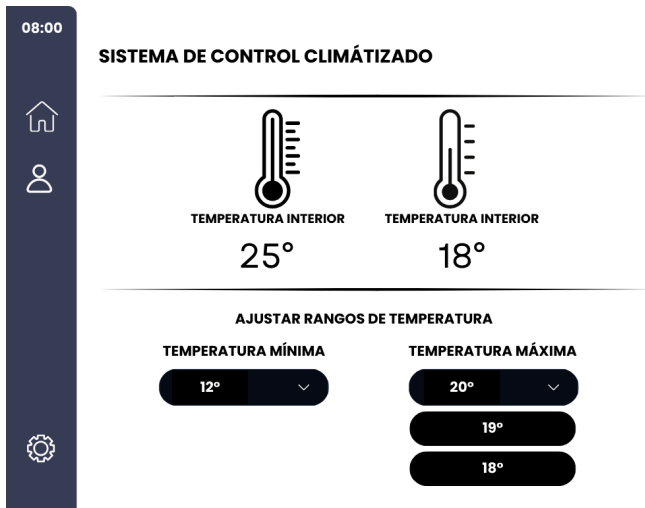 08:00
SISTEMA DE CONTROL CLIMÁTIZADO
TEMPERATURA INTERIOR
TEMPERATURA INTERIOR
25°
18°
AJUSTAR RANGOS DE TEMPERATURA
TEMPERATURA MÍNIMA
TEMPERATURA MÁXIMA
12º
20º
19º
18º